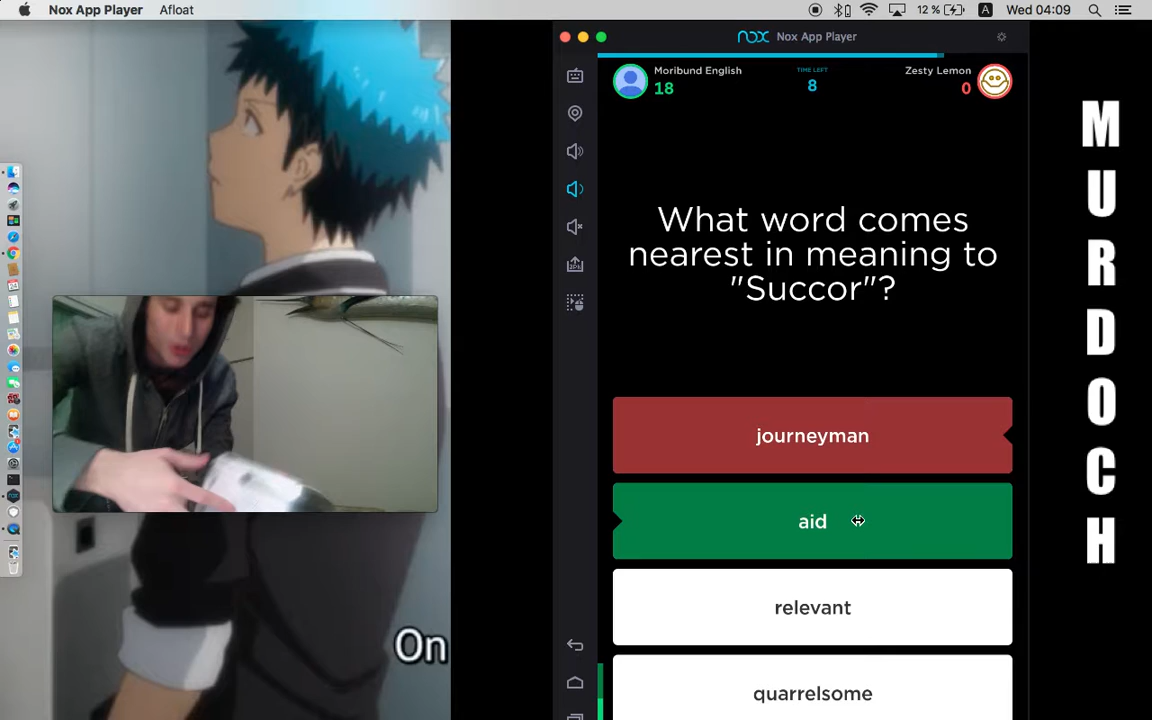 Nox App Player Afloat
12 %
A
Wed 04:09
nox Nox App Player
Moribund English
18
TIME LEFT
8
Zesty Lemon
0
What word comes
nearest in meaning to
"Succor"?
journeyman
aid
relevant
quarrelsome
On
M
U
R
D
O
C
H